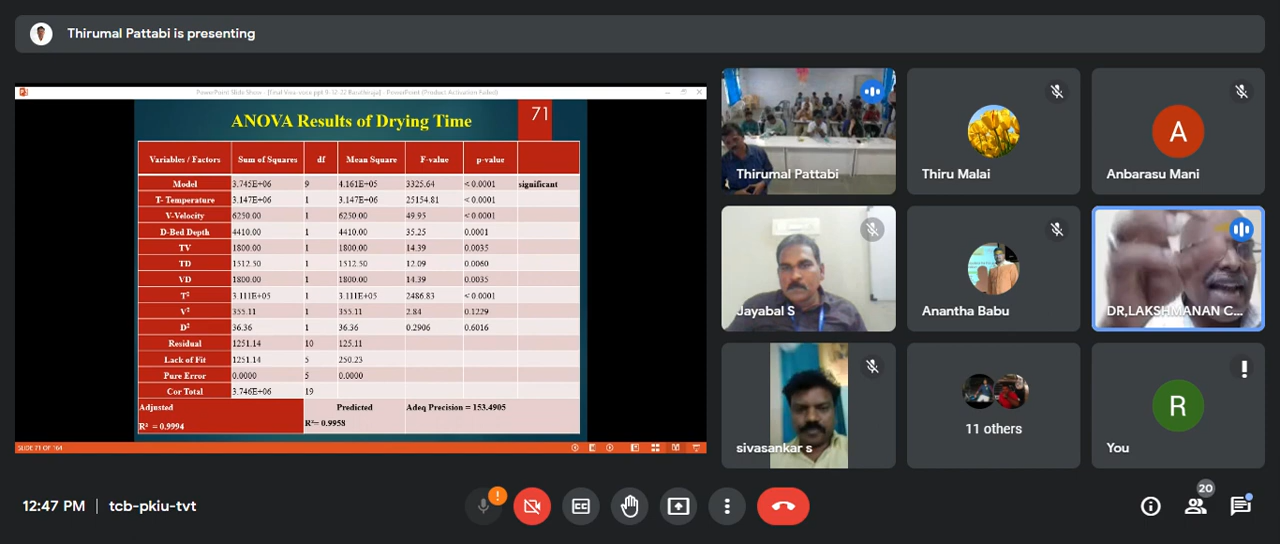 Thirumal Pattabi is presenting
71
ANOVA Results of Drying Time
Variables / Factors Sum of Squares df Mean Square F-value p-value
Model 3.745E+06 9 4.161E+05 3325.64 < 0.0001 significant
T- Temperature 3.147E+06 1 3.147E+06 25154.81 < 0.0001
V-Velocity 6250.00 1 6250.00 49.95 < 0.0001
D-Bed Depth 4410.00 1 4410.00 35.25 0.0001
TV 1800.00 1 1800.00 14.39 0.0035
TD 1512.50 1 1512.50 12.09 0.0060
VD 1800.00 1 1800.00 14.39 0.0035
T² 3.111E+05 1 3.111E+05 2486.83 < 0.0001
V² 355.11 1 355.11 2.84 0.1229
D² 36.36 1 36.36 0.2906 0.6016
Residual 1251.14 10 125.11
Lack of Fit 1251.14 5 250.23
Pure Error 0.0000 5 0.0000
Cor Total 3.746E+06 19
Adjusted Predicted Adeq Precision = 153.4905
R² = 0.9994 R²= 0.9958
SLIDE 71 OF 164
Thirumal Pattabi
Thiru Malai
A
Anbarasu Mani
Jayabal S
Anantha Babu
DR,LAKSHMANAN C...
sivasankar s
11 others
R
You
12:47 PM | tcb-pkiu-tvt
CC
20